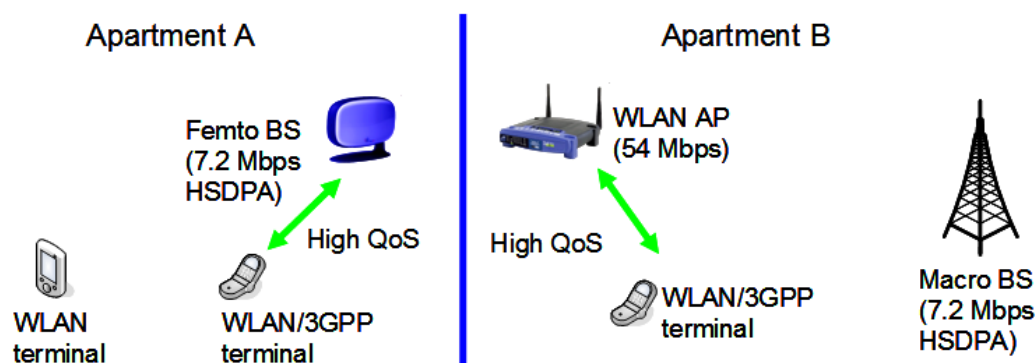 Apartment A
Apartment B
Femto BS
(7.2 Mbps
HSDPA)
WLAN AP
(54 Mbps)
High QoS
High QoS
WLAN
terminal
WLAN/3GPP
terminal
WLAN/3GPP
terminal
Macro BS
(7.2 Mbps
HSDPA)